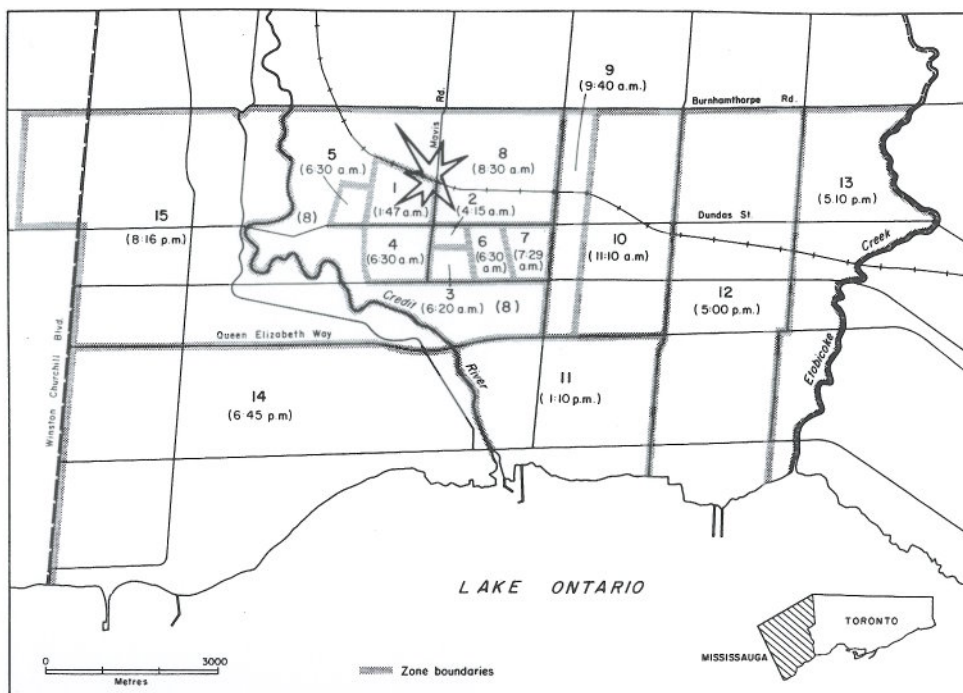 9
(9:40 a.m.)
Burnhamthorpe Rd.
Mavis Rd.
5
(6:30 a.m.)
8
(8:30 a.m.)
1
(1:47 a.m.)
2
(4:15 a.m.)
13
(5.10 p.m.)
15
(8:16 p.m.)
(8)
Dundas St.
4
(6:30 a.m.)
6
(6:30
a.m.)
7
(7:29
a.m.)
10
(11:10 a.m)
Creek
3
(6:20 a.m.)
(8)
Credit
12
(5:00 p.m.)
Queen Elizabeth Way
Winston Churchill Blvd.
River
Etobicoke
14
(6:45 p.m)
11
(1:10 p.m.)
LAKE ONTARIO
TORONTO
MISSISSAUGA
0
3000
Metres
Zone boundaries